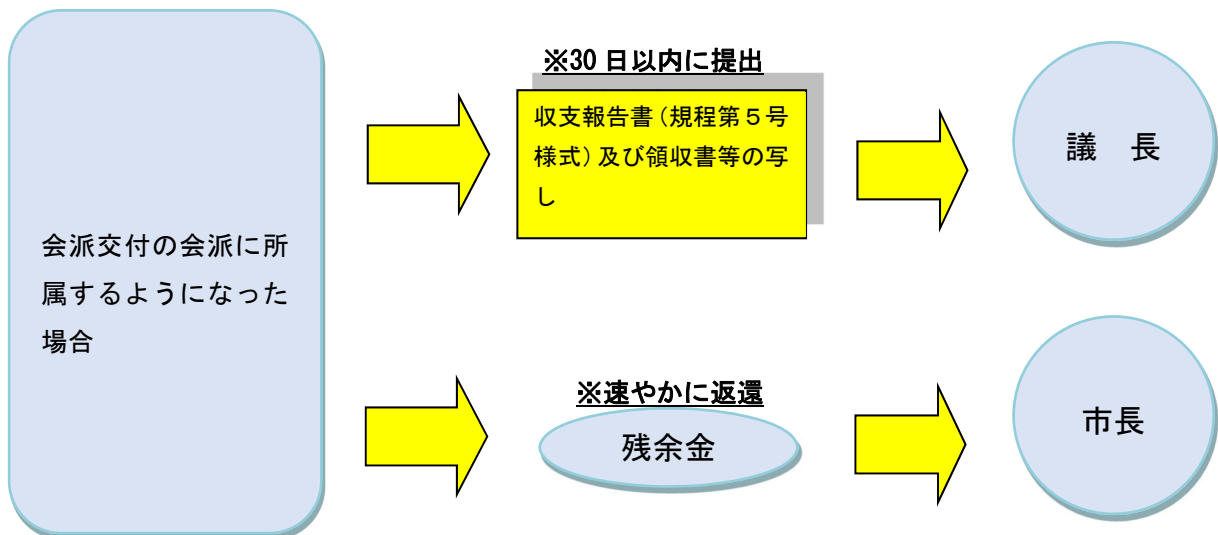 会派交付の会派に所
属するようになった
場合
※30 日以内に提出
収支報告書（規程第５号
様式）及び領収書等の写
し
議　長
※速やかに返還
残余金
市長